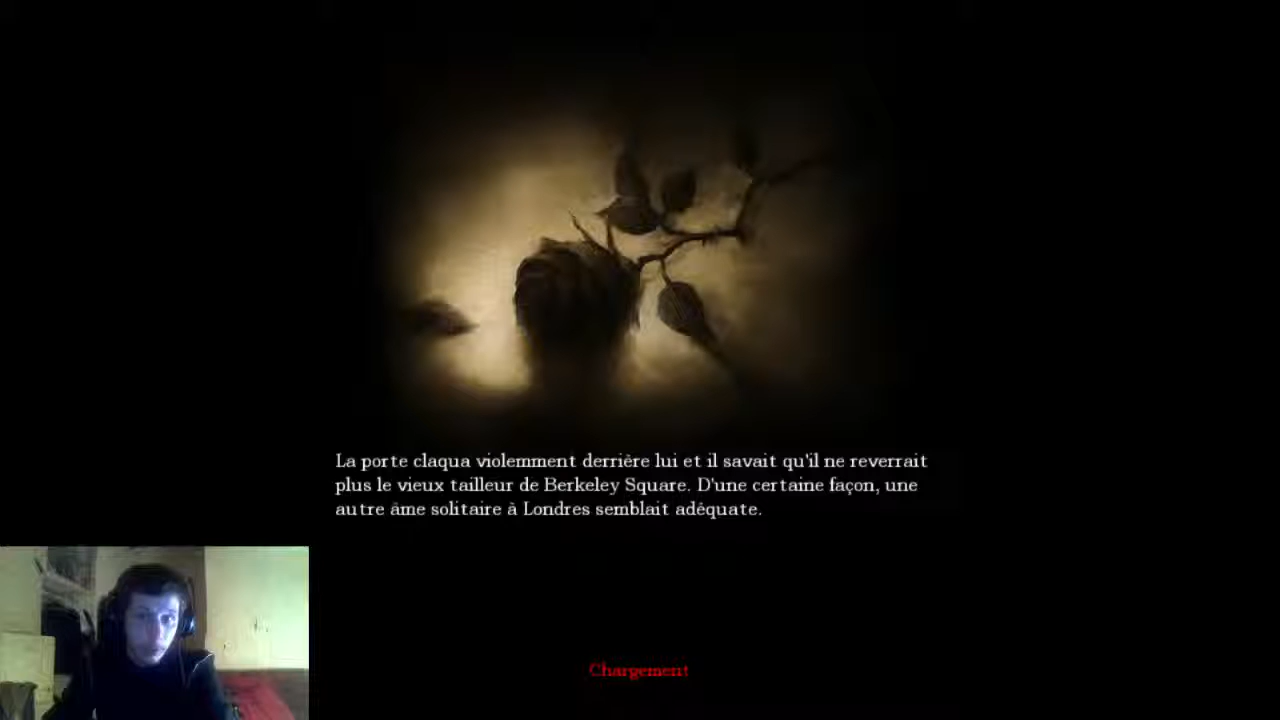 La porte claqua violemment derrière lui et il savait qu'il ne reverrait
plus le vieux tailleur de Berkeley Square. D'une certaine façon, une
autre âme solitaire à Londres semblait adéquate.
Chargement